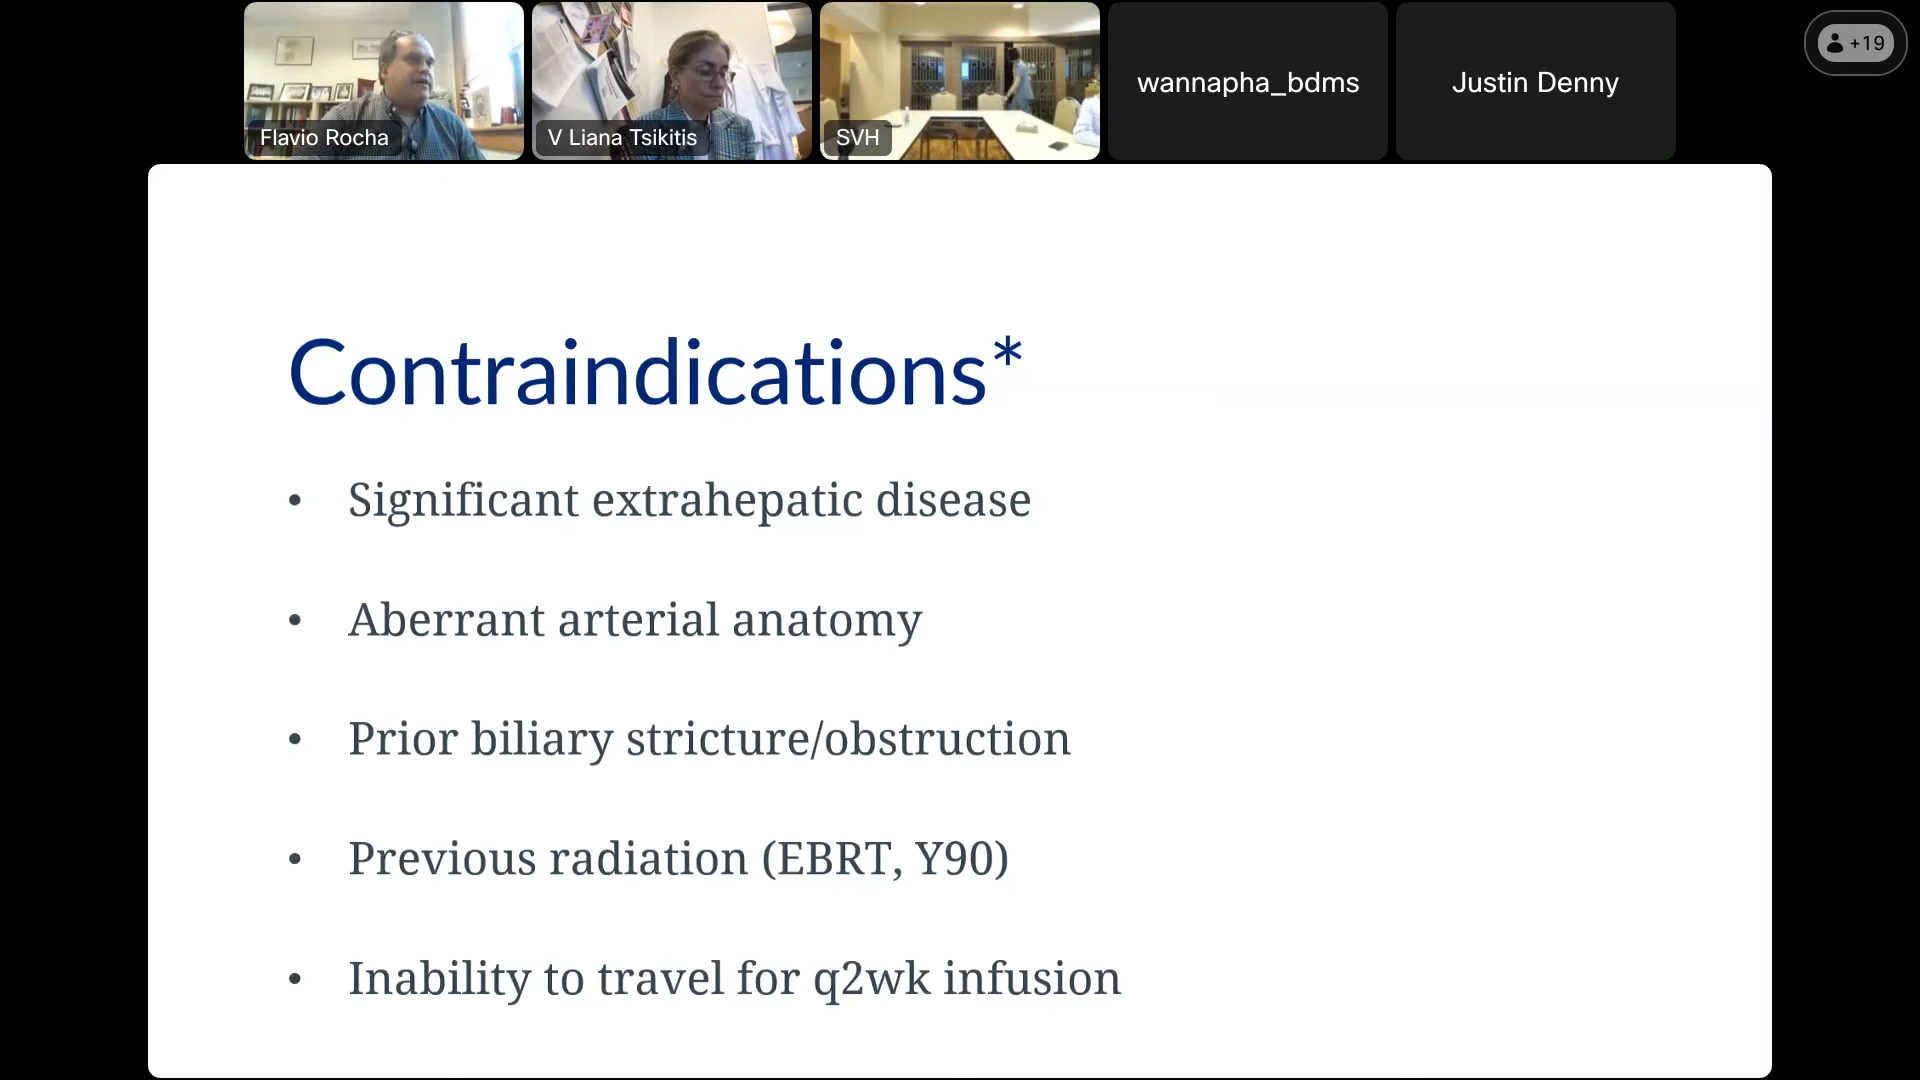 Flavio Rocha
V Liana Tsikitis
SVH
wannapha_bdms
Justin Denny
+19
Contraindications*
• Significant extrahepatic disease
• Aberrant arterial anatomy
• Prior biliary stricture/obstruction
• Previous radiation (EBRT, Y90)
• Inability to travel for q2wk infusion